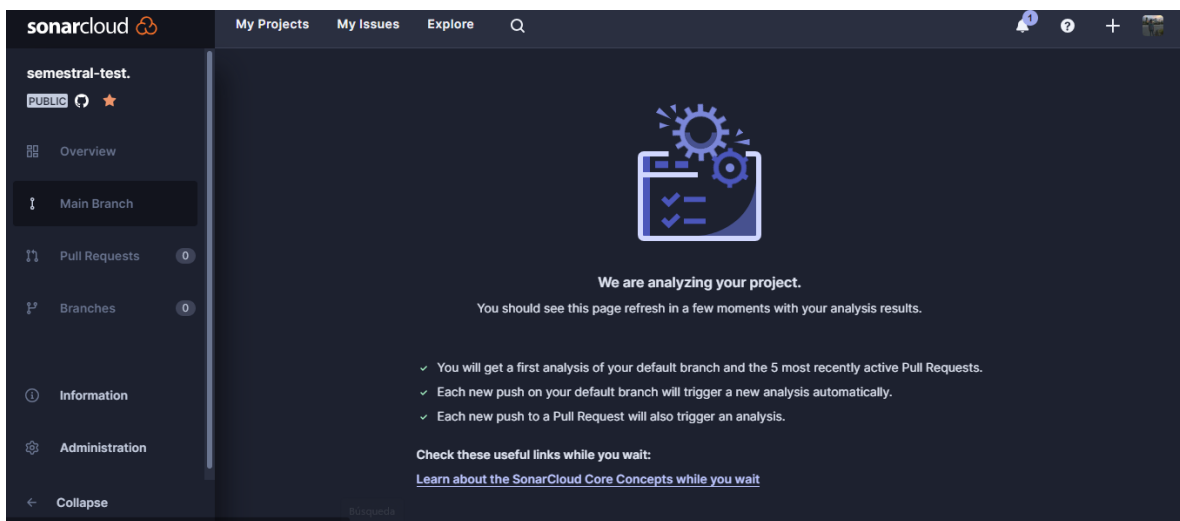 sonarcloud
My Projects My Issues Explore
1
semestral-test.
PUBLIC
Overview
Main Branch
Pull Requests 0
Branches 0
Information
Administration
Collapse
We are analyzing your project.
You should see this page refresh in a few moments with your analysis results.
You will get a first analysis of your default branch and the 5 most recently active Pull Requests.
Each new push on your default branch will trigger a new analysis automatically.
Each new push to a Pull Request will also trigger an analysis.
Check these useful links while you wait:
Learn about the SonarCloud Core Concepts while you wait
Búsqueda